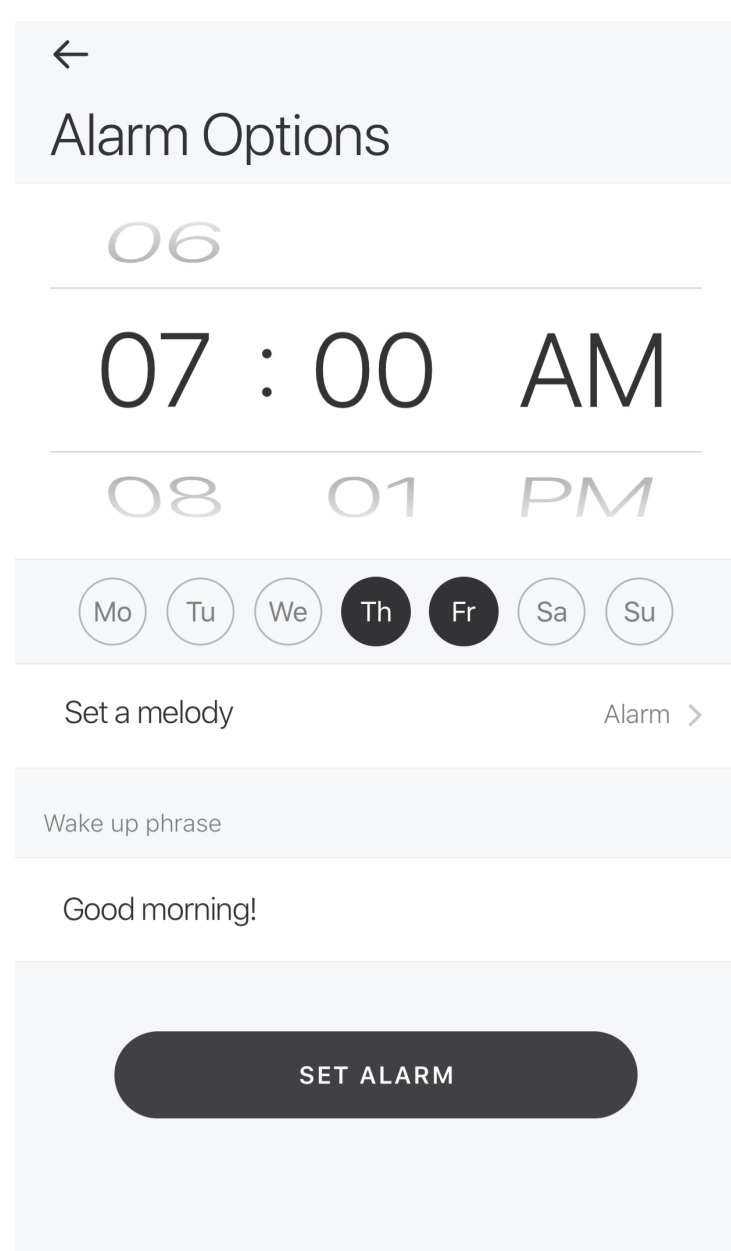 Alarm Options
06
07 : 00 AM
08 01 PM
Mo Tu We Th Fr Sa Su
Set a melody Alarm
Wake up phrase
Good morning!
SET ALARM